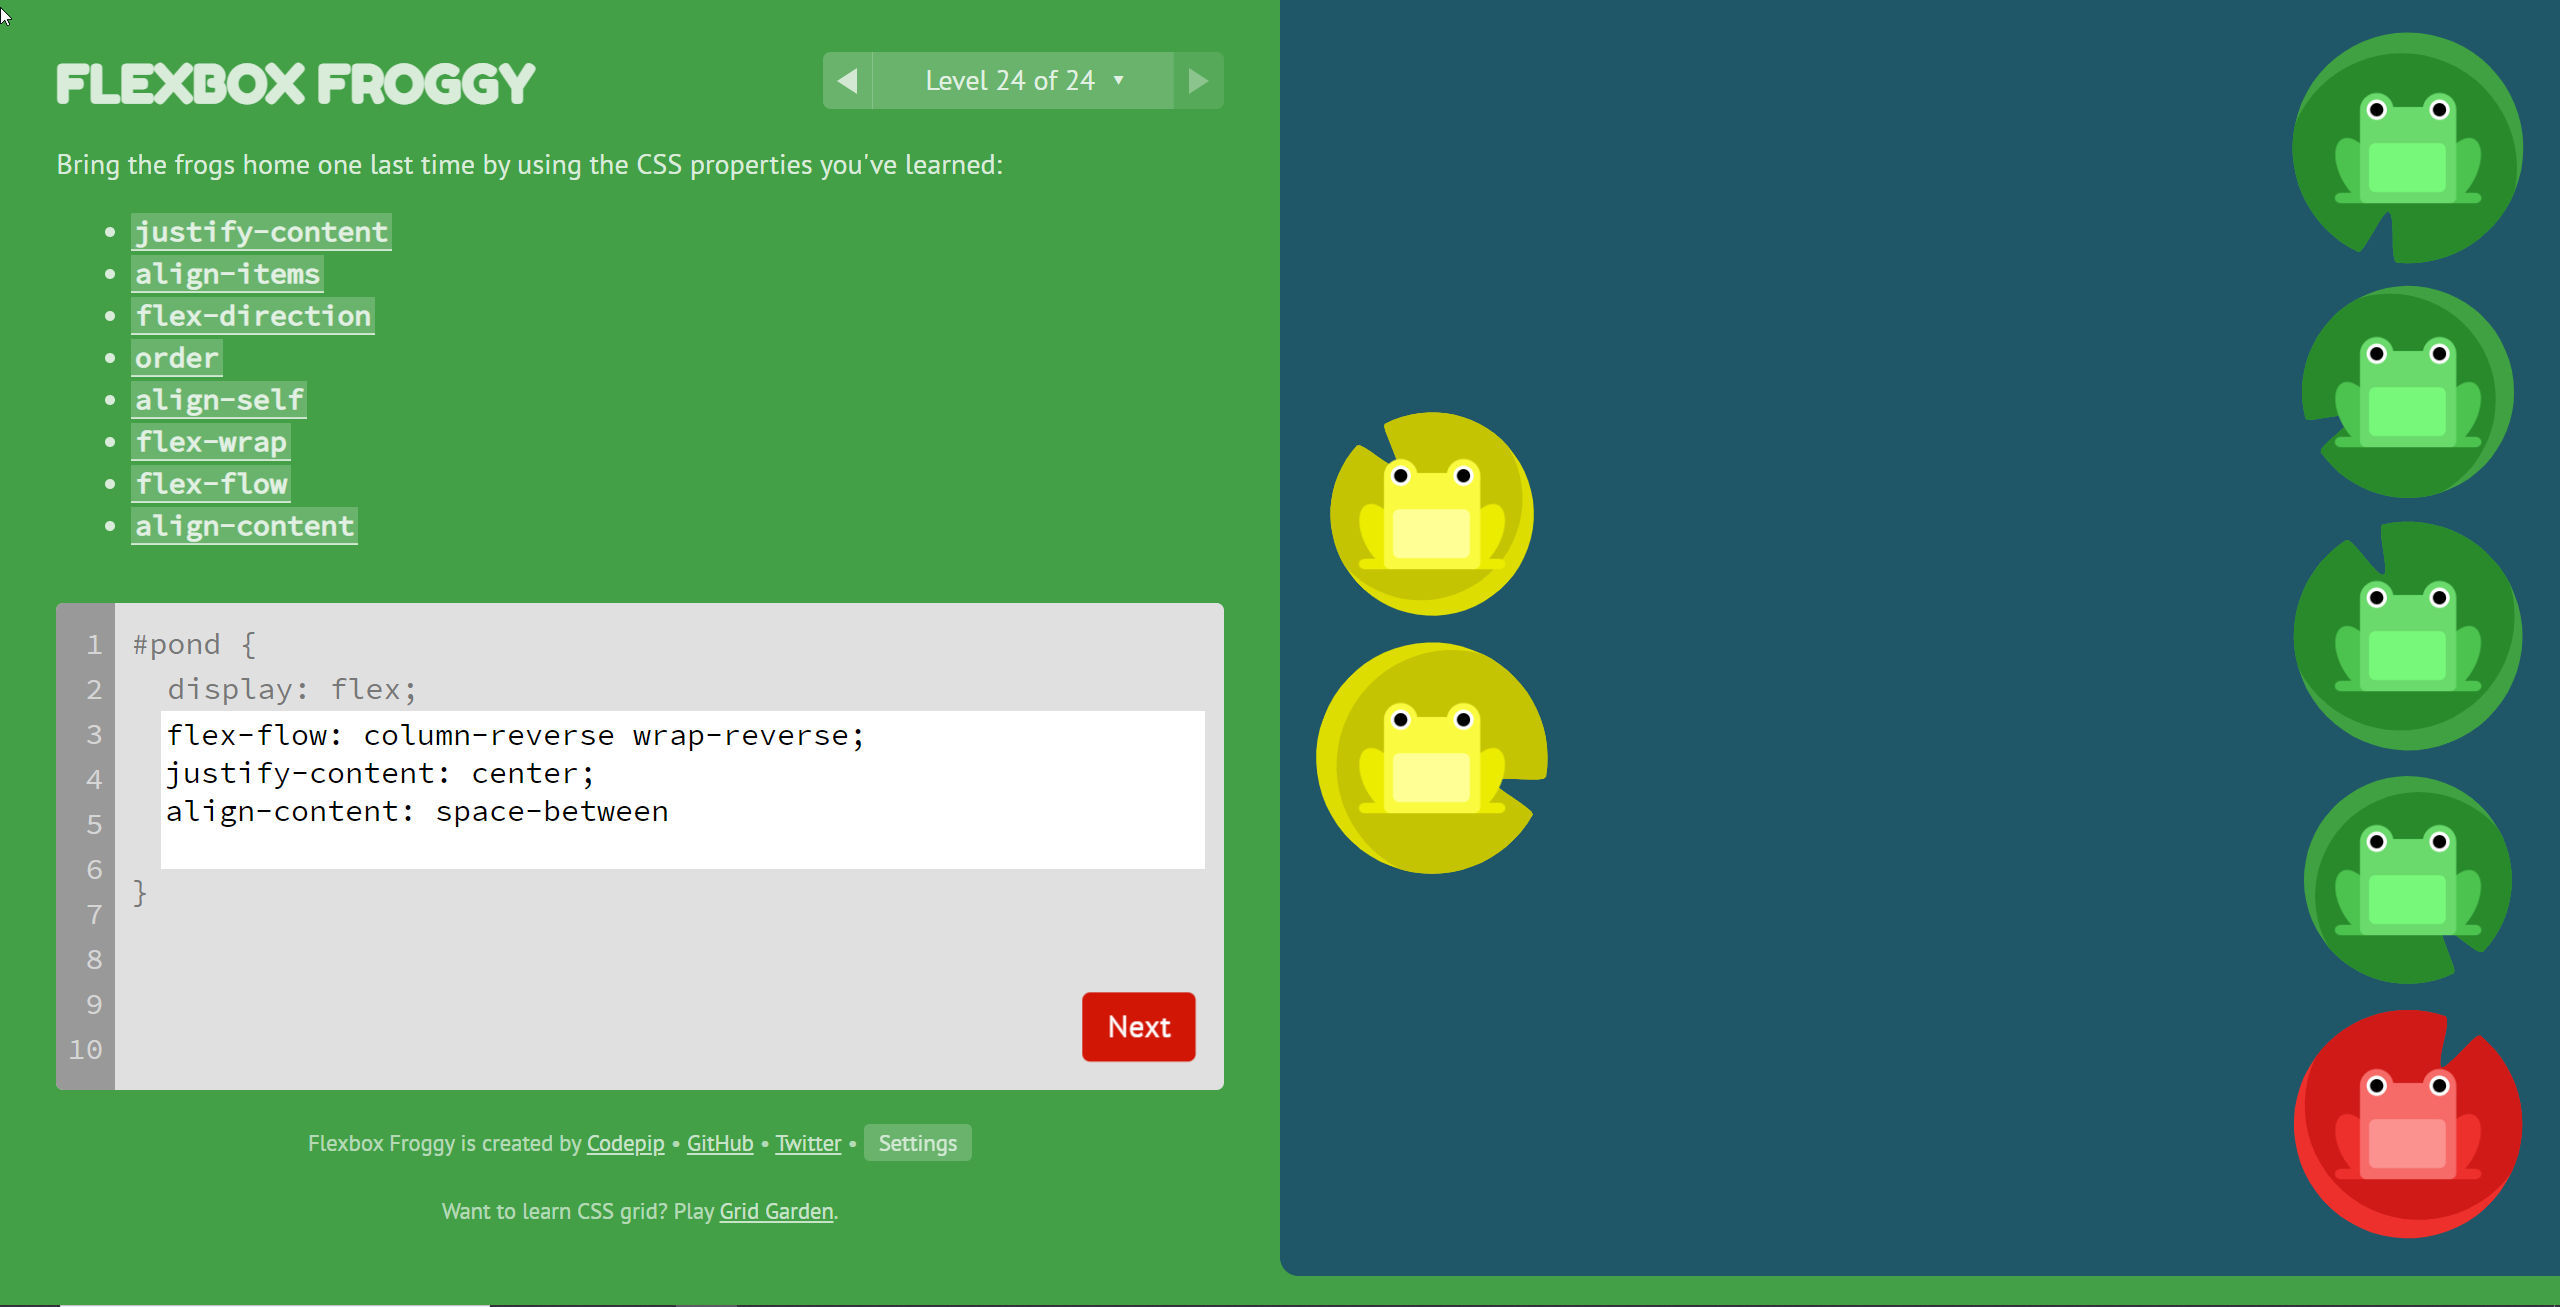 FLEXBOX FROGGY
◀ Level 24 of 24 ▼ ▶
Bring the frogs home one last time by using the CSS properties you've learned:
• justify-content
• align-items
• flex-direction
• order
• align-self
• flex-wrap
• flex-flow
• align-content
1 #pond {
2 display: flex;
3 flex-flow: column-reverse wrap-reverse;
4 justify-content: center;
5 align-content: space-between
6 }
7
8
9
10
Next
Flexbox Froggy is created by Codepip • GitHub • Twitter • Settings
Want to learn CSS grid? Play Grid Garden.